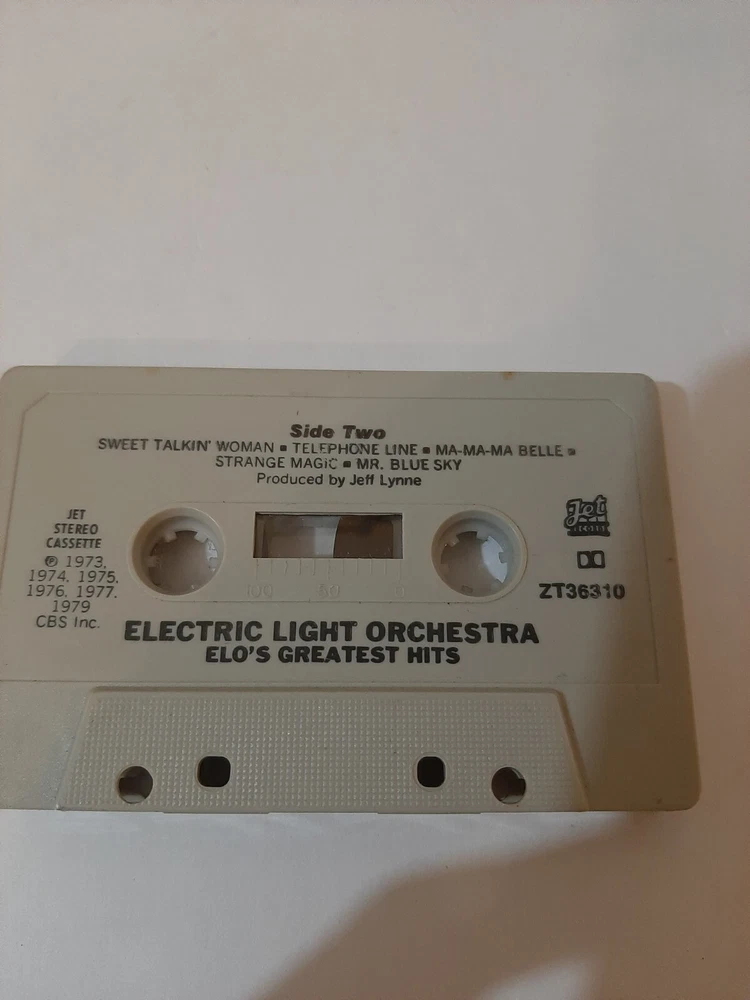 Side Two
SWEET TALKIN' WOMAN ▪ TELEPHONE LINE ▪ MA-MA-MA BELLE ▪
STRANGE MAGIC ▪ MR. BLUE SKY
Produced by Jeff Lynne
JET
STEREO
CASSETTE
℗ 1973,
1974, 1975,
1976, 1977,
1979
CBS Inc.
100 50 0
Jet
RECORDS
ZT36310
ELECTRIC LIGHT ORCHESTRA
ELO'S GREATEST HITS